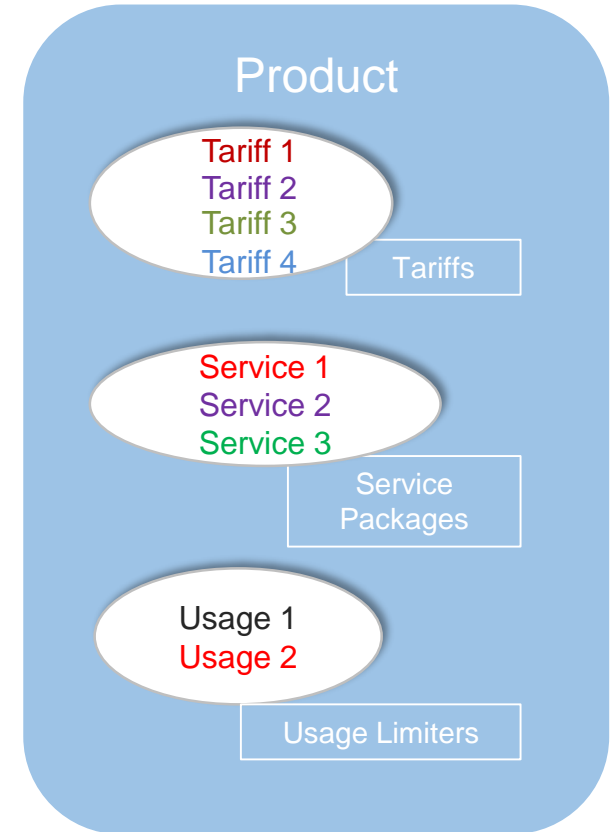 Product
Tariff 1
Tariff 2
Tariff 3
Tariff 4
Tariffs
Service 1
Service 2
Service 3
Service
Packages
Usage 1
Usage 2
Usage Limiters